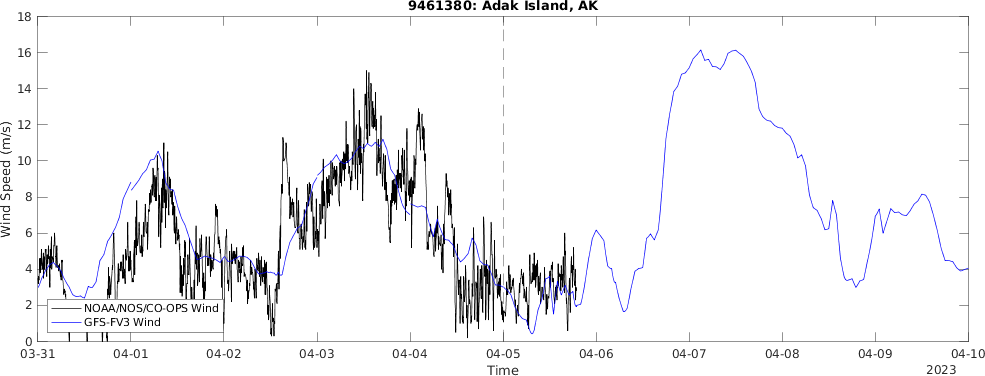 9461380: Adak Island, AK
Wind Speed (m/s)
18
16
14
12
10
8
6
4
2
0
NOAA/NOS/CO-OPS Wind
GFS-FV3 Wind
03-31 04-01 04-02 04-03 04-04 04-05 04-06 04-07 04-08 04-09 04-10
Time
2023